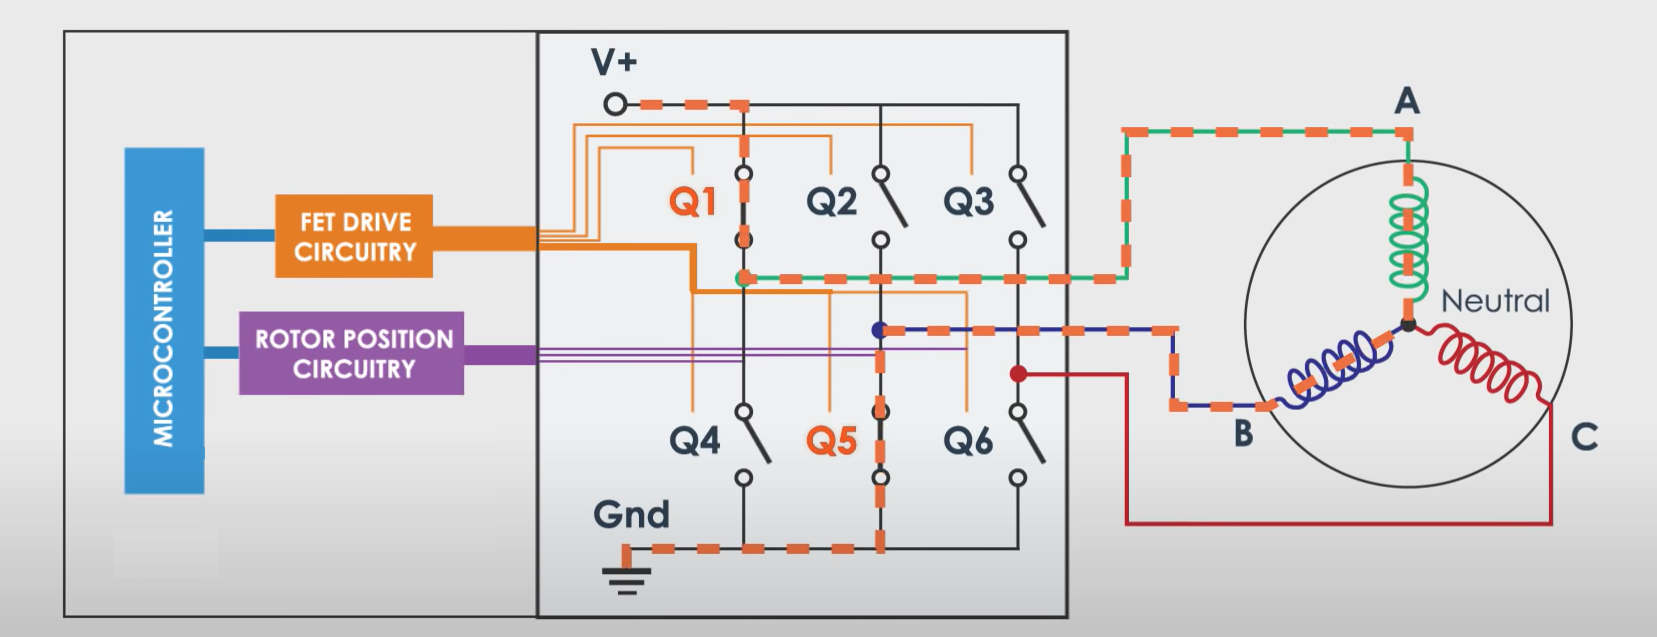 V+
A
MICROCONTROLLER
FET DRIVE
CIRCUITRY
Q1
Q2
Q3
Neutral
ROTOR POSITION
CIRCUITRY
Q4
Q5
Q6
B
C
Gnd